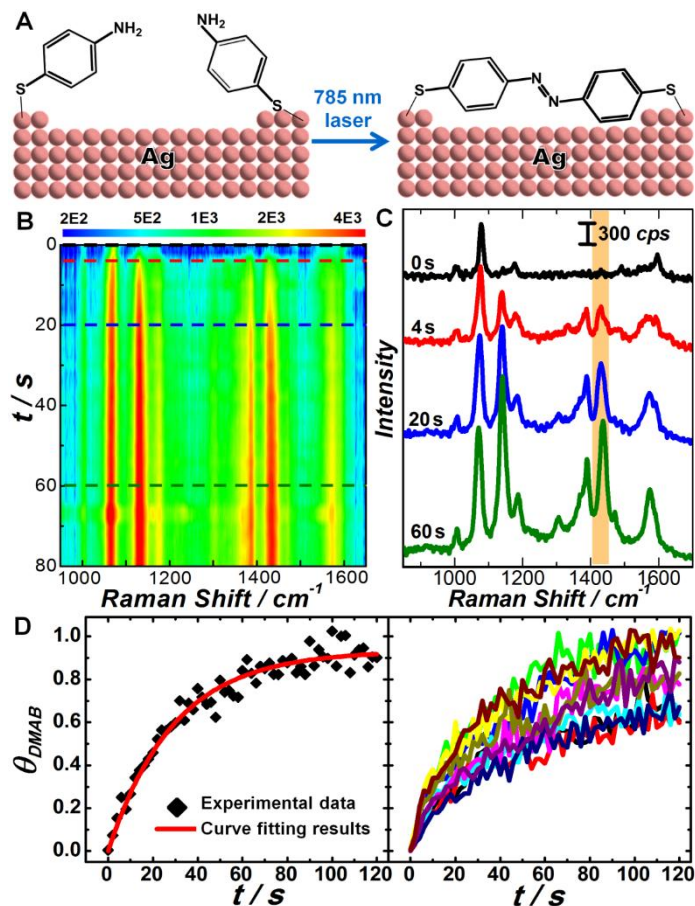 A
NH2
NH2
S
S
Ag
785 nm
laser
S
N
N
S
Ag
B
2E2 5E2 1E3 2E3 4E3
0
20
40
60
80
t / s
1000 1200 1400 1600
Raman Shift / cm-1
C
300 cps
0 s
4 s
20 s
60 s
Intensity
1000 1200 1400 1600
Raman Shift / cm-1
D
1.0
0.8
0.6
0.4
0.2
0.0
θDMAB
Experimental data
Curve fitting results
0 20 40 60 80 100 120
t / s
0 20 40 60 80 100 120
t / s